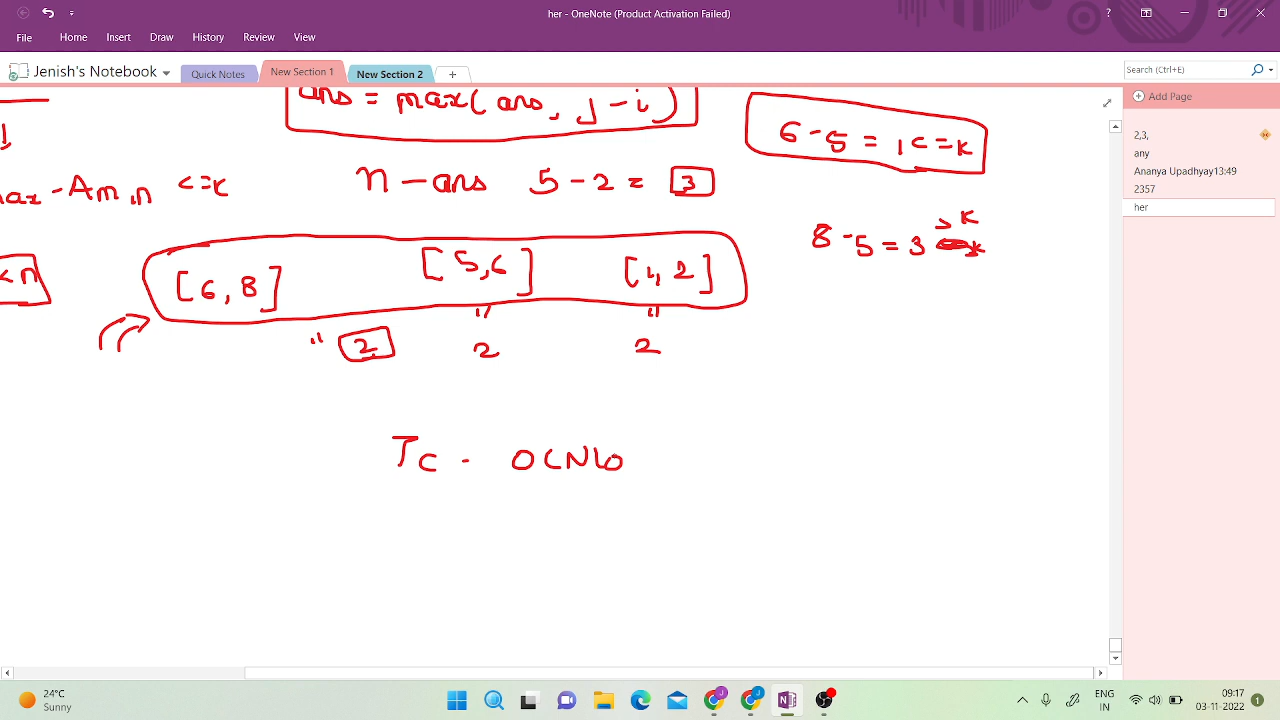 her - OneNote (Product Activation Failed)
File Home Insert Draw History Review View
Jenish's Notebook Quick Notes New Section 1 New Section 2 +
Search (Ctrl+E)
Add Page
2,3,
any
Ananya Upadhyay13:49
2357
her
ans = max( ans, j - i )
6 - 5 = 1 <= K
max - Amin <= K
n - ans 5 - 2 = 3
8 - 5 = 3 > K
< n
[6, 8] [5,6] [1, 2]
" " "
2 2 2
TC - O(NLO
24°C
Sunny
ENG
IN
09:17
03-11-2022
1